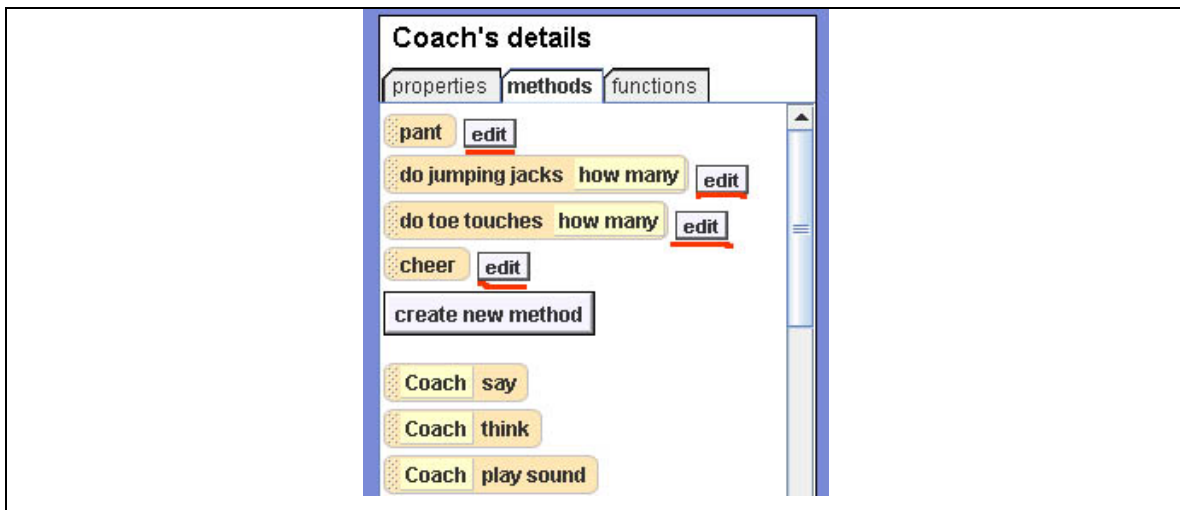 Coach's details
properties methods functions
pant edit
do jumping jacks how many edit
do toe touches how many edit
cheer edit
create new method
Coach say
Coach think
Coach play sound